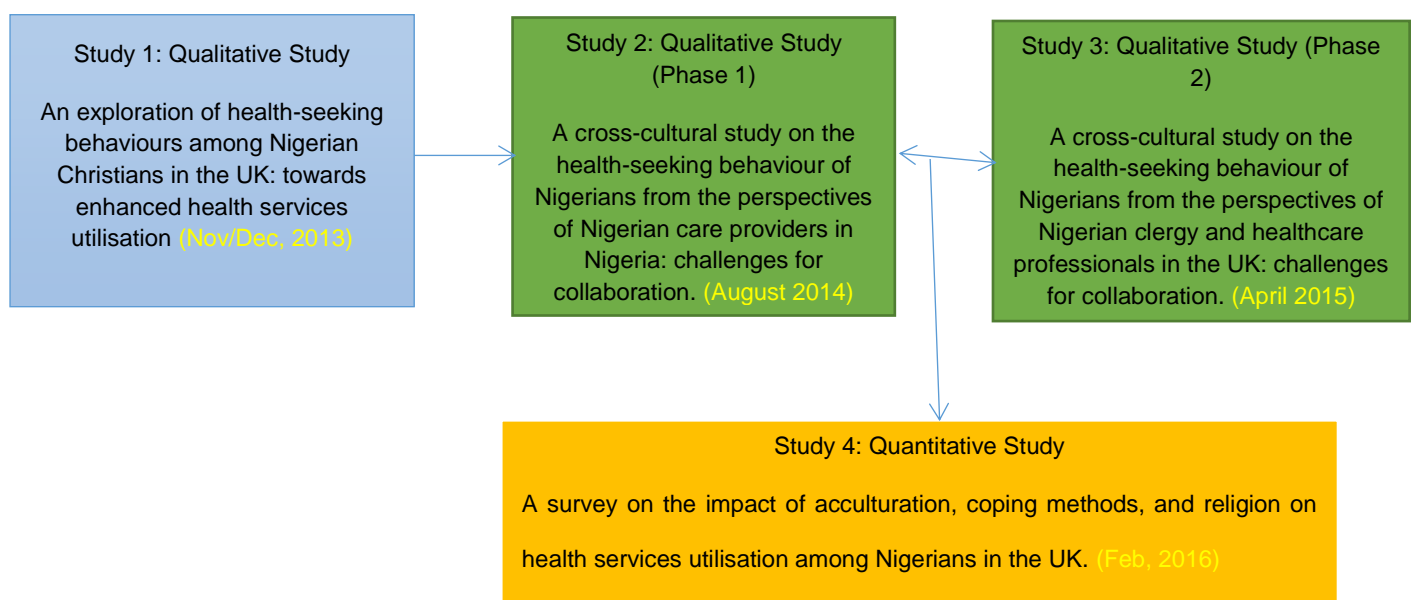 Study 1: Qualitative Study
An exploration of health-seeking
behaviours among Nigerian
Christians in the UK: towards
enhanced health services
utilisation (Nov/Dec, 2013)
Study 2: Qualitative Study
(Phase 1)
A cross-cultural study on the
health-seeking behaviour of
Nigerians from the perspectives
of Nigerian care providers in
Nigeria: challenges for
collaboration. (August 2014)
Study 3: Qualitative Study (Phase
2)
A cross-cultural study on the
health-seeking behaviour of
Nigerians from the perspectives of
Nigerian clergy and healthcare
professionals in the UK: challenges
for collaboration. (April 2015)
Study 4: Quantitative Study
A survey on the impact of acculturation, coping methods, and religion on
health services utilisation among Nigerians in the UK. (Feb, 2016)